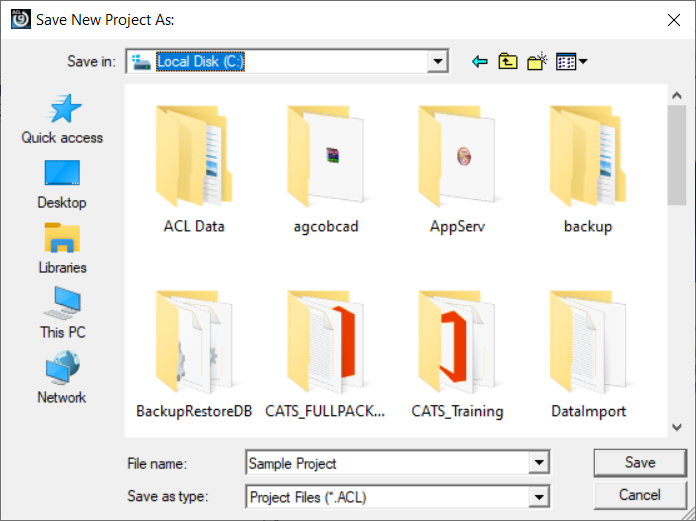 Save New Project As:
Save in:
Local Disk (C:)
Quick access
Desktop
Libraries
This PC
Network
ACL Data
agcobcad
AppServ
backup
BackupRestoreDB
CATS_FULLPACK...
CATS_Training
DataImport
File name:
Sample Project
Save
Save as type:
Project Files (*.ACL)
Cancel